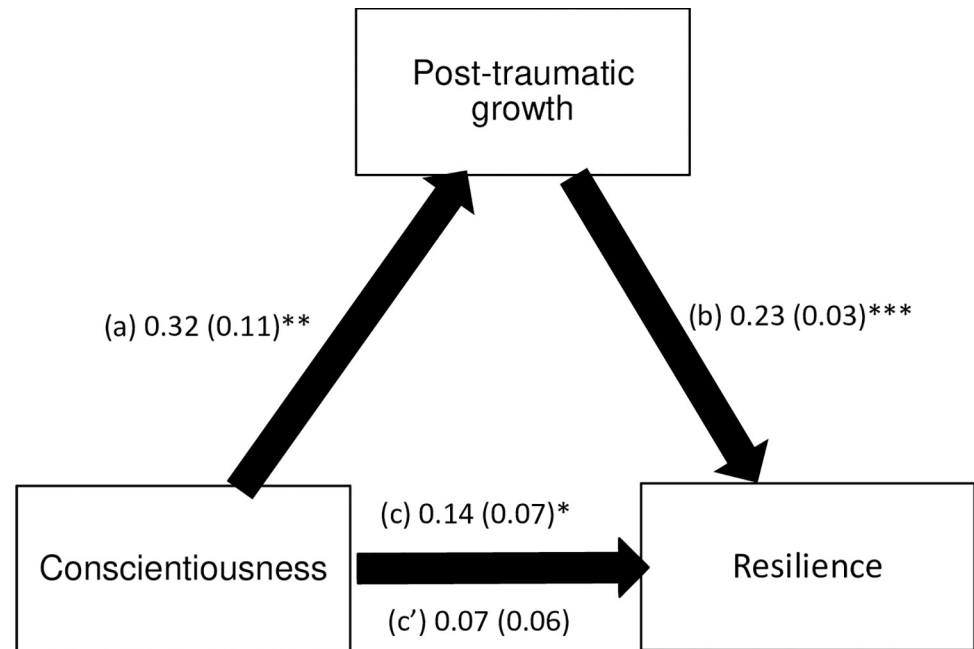 Post-traumatic
growth
(a) 0.32 (0.11)**
(b) 0.23 (0.03)***
(c) 0.14 (0.07)*
Conscientiousness
Resilience
(c’) 0.07 (0.06)